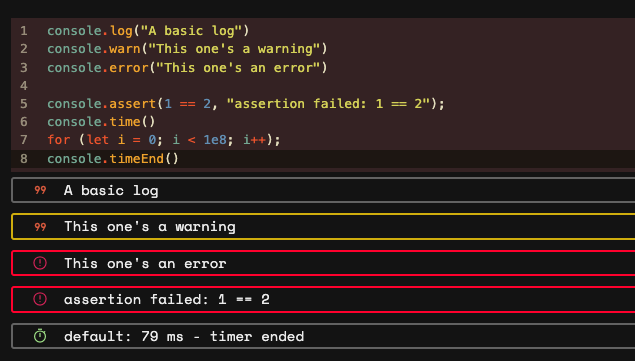 1 console.log("A basic log")
2 console.warn("This one's a warning")
3 console.error("This one's an error")
4
5 console.assert(1 == 2, "assertion failed: 1 == 2");
6 console.time()
7 for (let i = 0; i < 1e8; i++);
8 console.timeEnd()
99 A basic log
99 This one's a warning
This one's an error
assertion failed: 1 == 2
default: 79 ms - timer ended